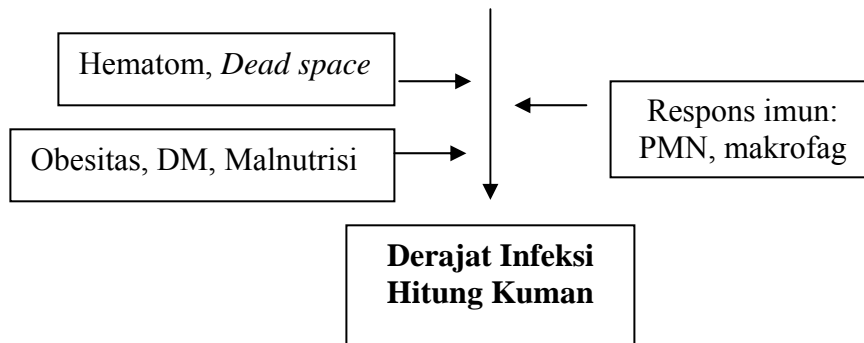 Hematom, Dead space
Respons imun:
PMN, makrofag
Obesitas, DM, Malnutrisi
Derajat Infeksi
Hitung Kuman